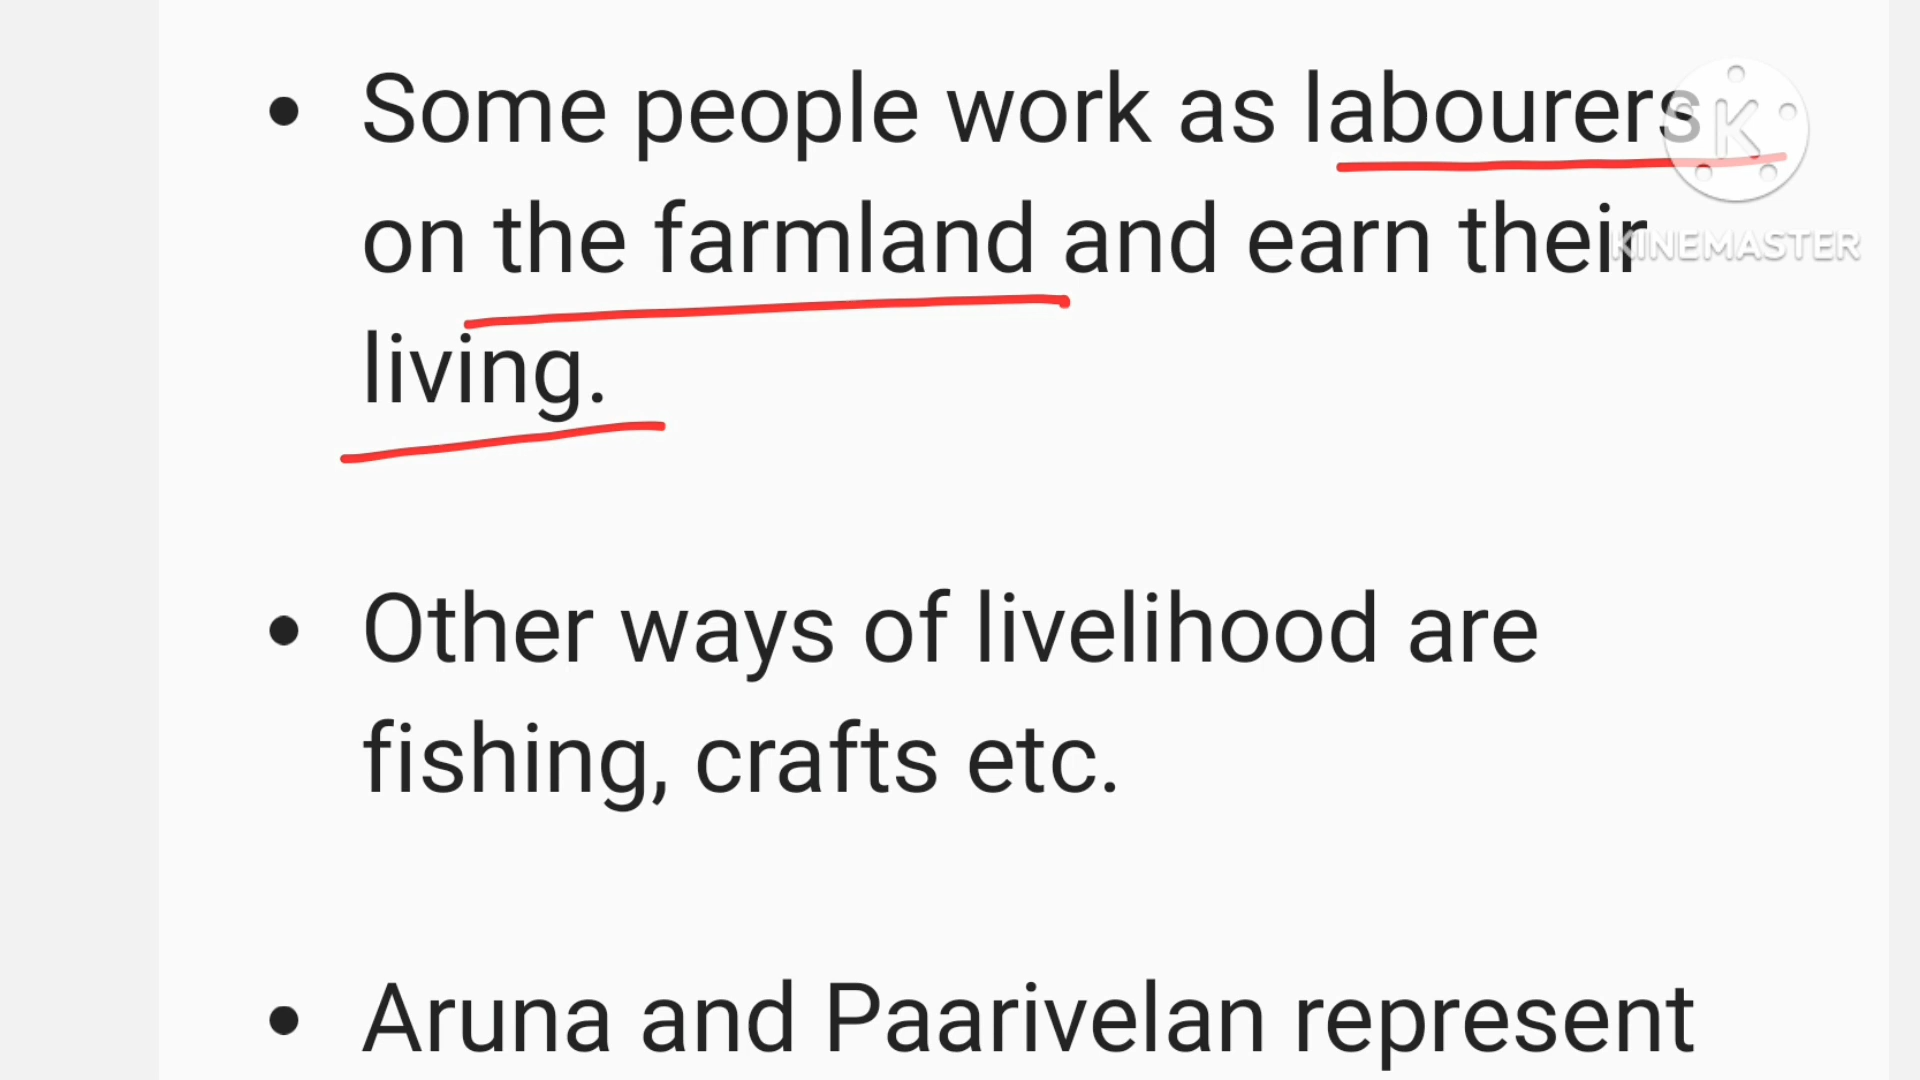 • Some people work as labourers
on the farmland and earn their
living.
• Other ways of livelihood are
fishing, crafts etc.
• Aruna and Paarivelan represent
K
KINEMASTER